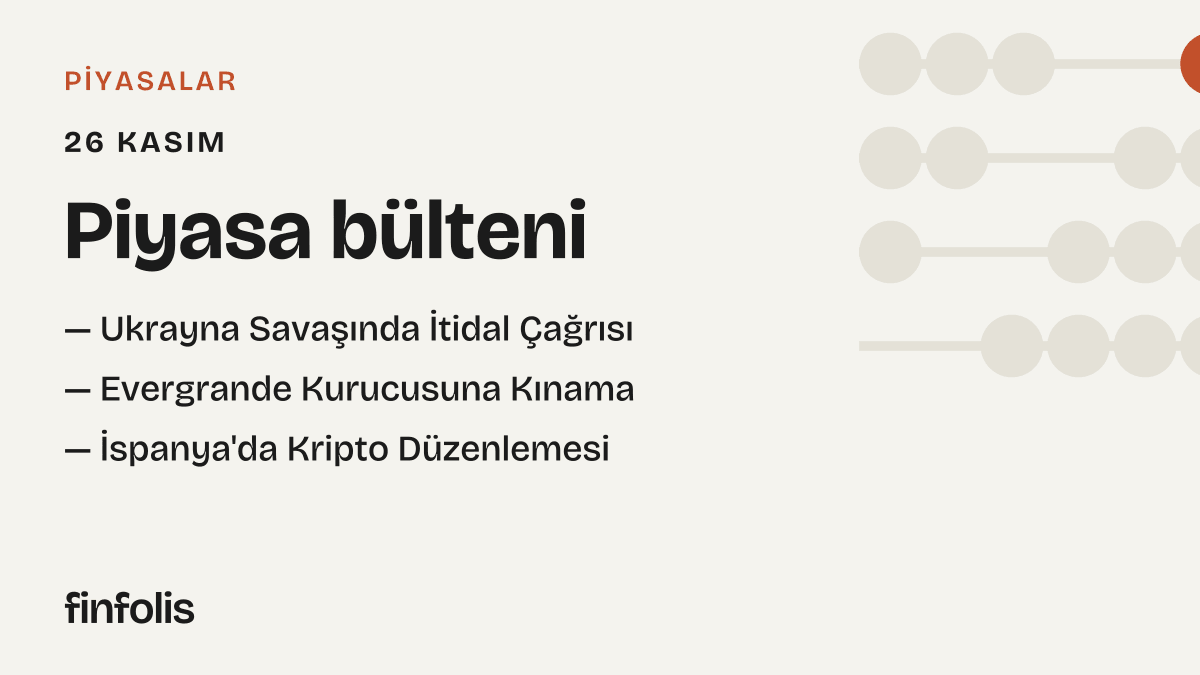 PİYASALAR
26 KASIM
Piyasa bülteni
— Ukrayna Savaşında İtidal Çağrısı
— Evergrande Kurucusuna Kınama
— İspanya'da Kripto Düzenlemesi
finfolis